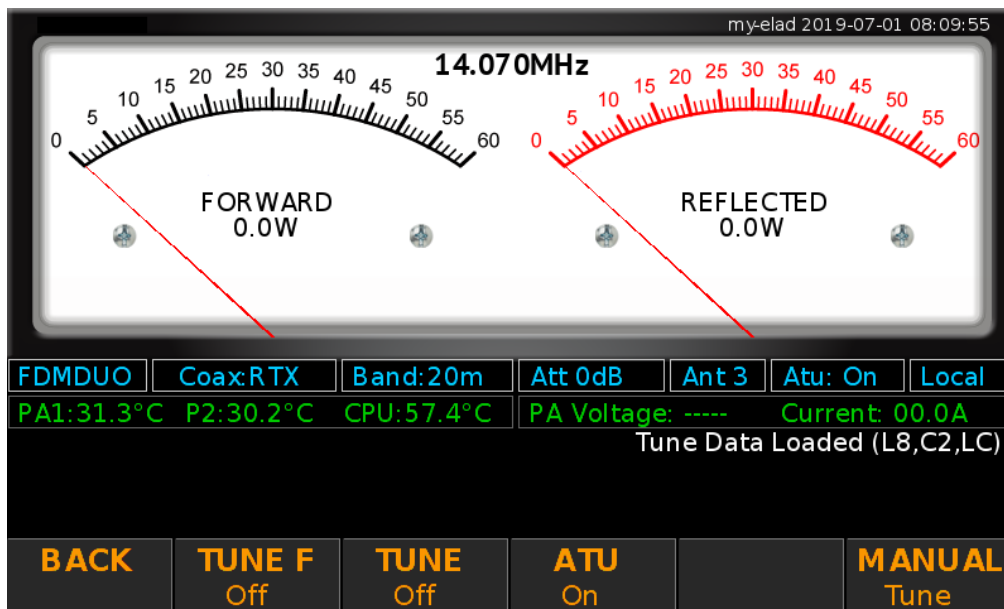 my-elad 2019-07-01 08:09:55
14.070MHz
0 5 10 15 20 25 30 35 40 45 50 55 60
0 5 10 15 20 25 30 35 40 45 50 55 60
FORWARD
0.0W
REFLECTED
0.0W
FDMDUO Coax:RTX Band:20m Att 0dB Ant 3 Atu: On Local
PA1:31.3°C P2:30.2°C CPU:57.4°C PA Voltage: ----- Current: 00.0A
Tune Data Loaded (L8,C2,LC)
BACK TUNE F TUNE ATU MANUAL
Off Off On Tune